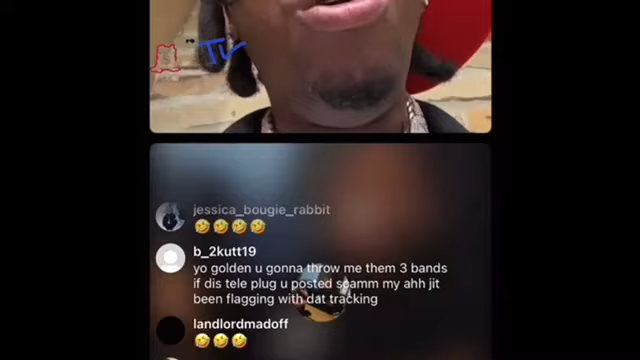 TV
jessica_bougie_rabbit
🤣🤣🤣🤣
b_2kutt19
yo golden u gonna throw me them 3 bands
if dis tele plug u posted scamm my ahh jit
been flagging with dat tracking
landlordmadoff
🤣🤣🤣